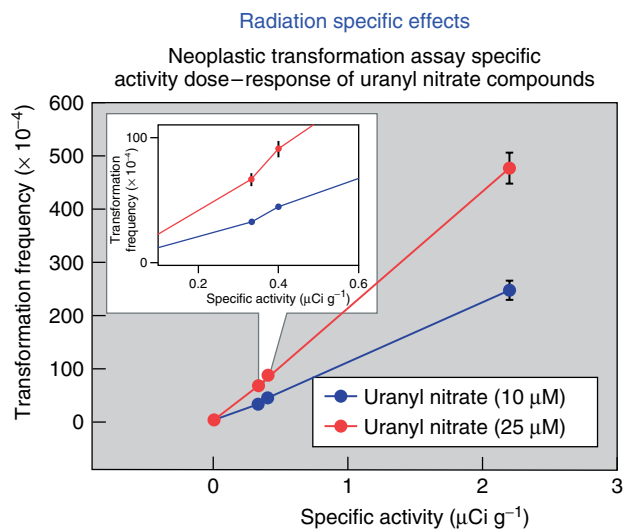 Radiation specific effects
Neoplastic transformation assay specific
activity dose–response of uranyl nitrate compounds
Transformation frequency (× 10⁻⁴)
600
500
400
300
200
100
0
Transformation
frequency (× 10⁻⁴)
100
0
0.2
0.4
0.6
Specific activity (μCi g⁻¹)
Uranyl nitrate (10 μM)
Uranyl nitrate (25 μM)
0
1
2
3
Specific activity (μCi g⁻¹)